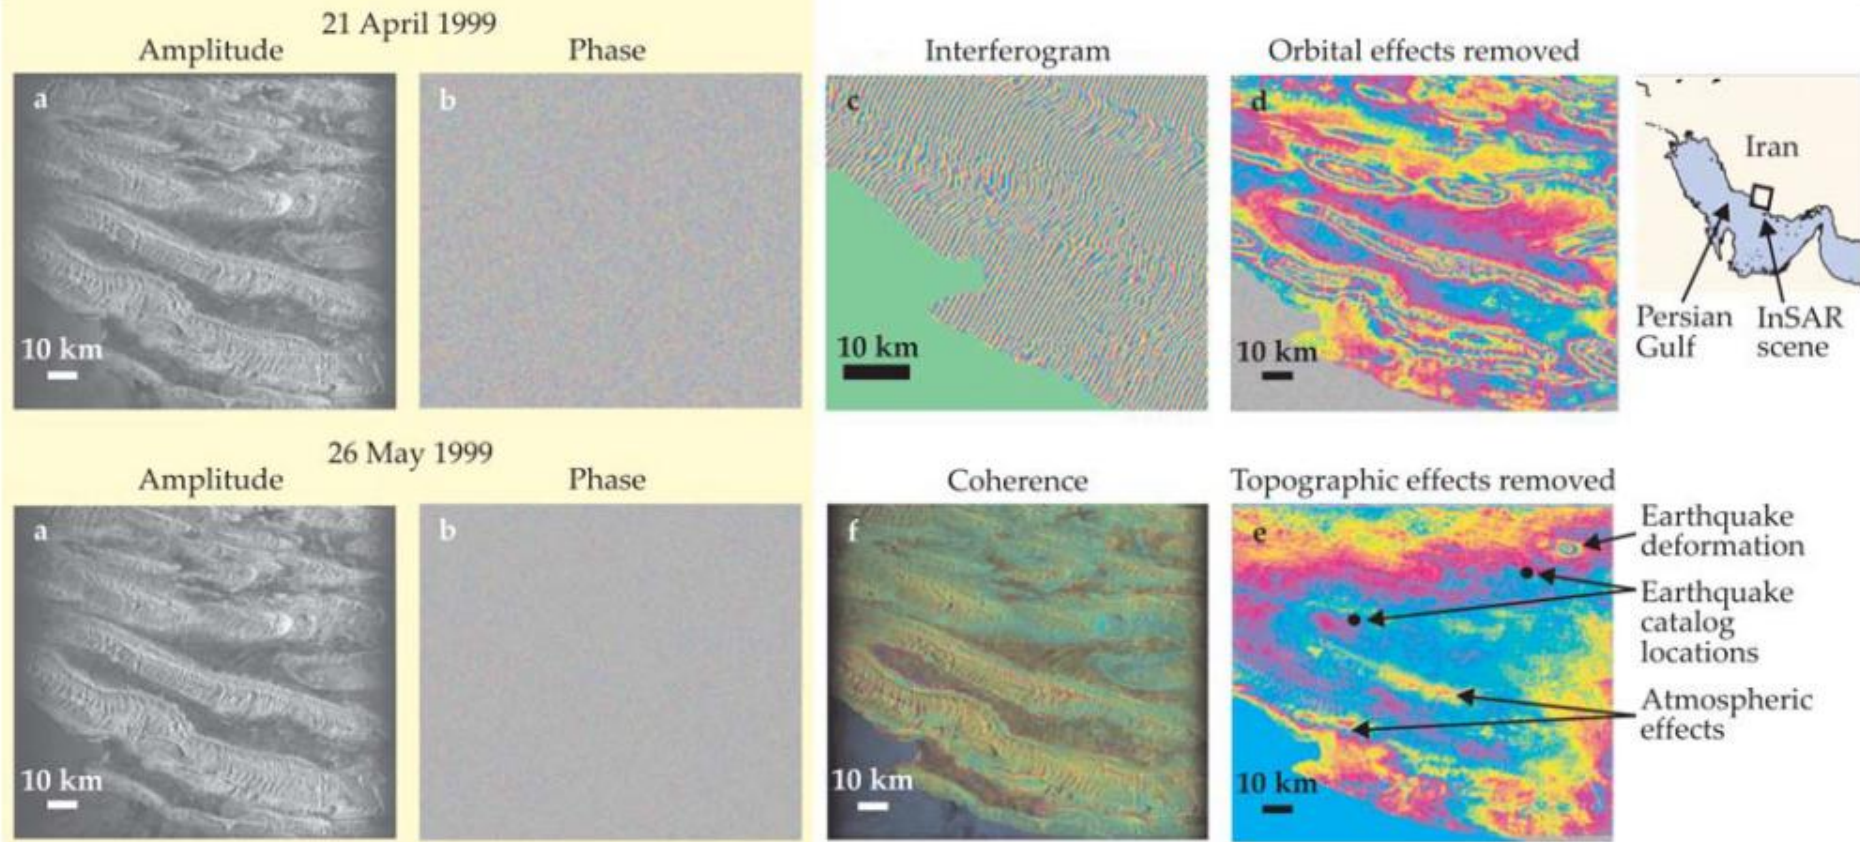 21 April 1999
Amplitude
Phase
Interferogram
Orbital effects removed
a
b
c
d
10 km
10 km
10 km
Iran
Persian
Gulf
InSAR
scene
26 May 1999
Amplitude
Phase
Coherence
Topographic effects removed
a
b
f
e
10 km
10 km
10 km
Earthquake
deformation
Earthquake
catalog
locations
Atmospheric
effects